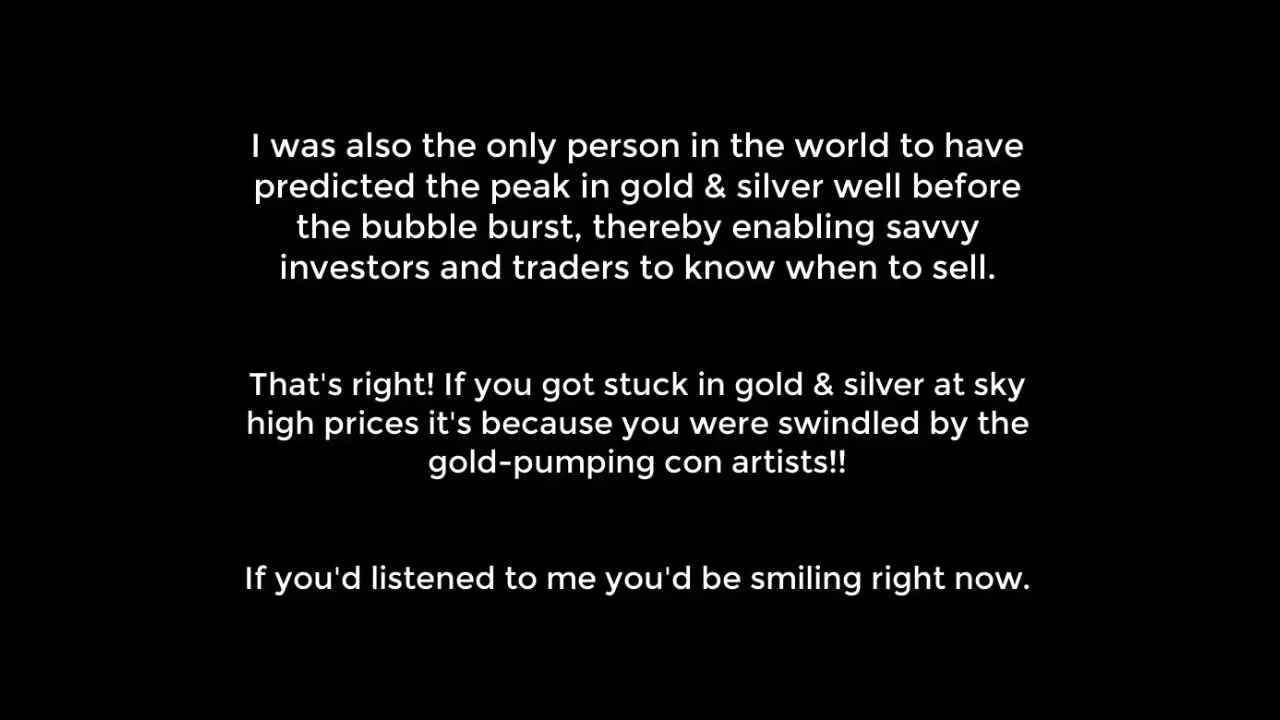 I was also the only person in the world to have
predicted the peak in gold & silver well before
the bubble burst, thereby enabling savvy
investors and traders to know when to sell.
That's right! If you got stuck in gold & silver at sky
high prices it's because you were swindled by the
gold-pumping con artists!!
If you'd listened to me you'd be smiling right now.